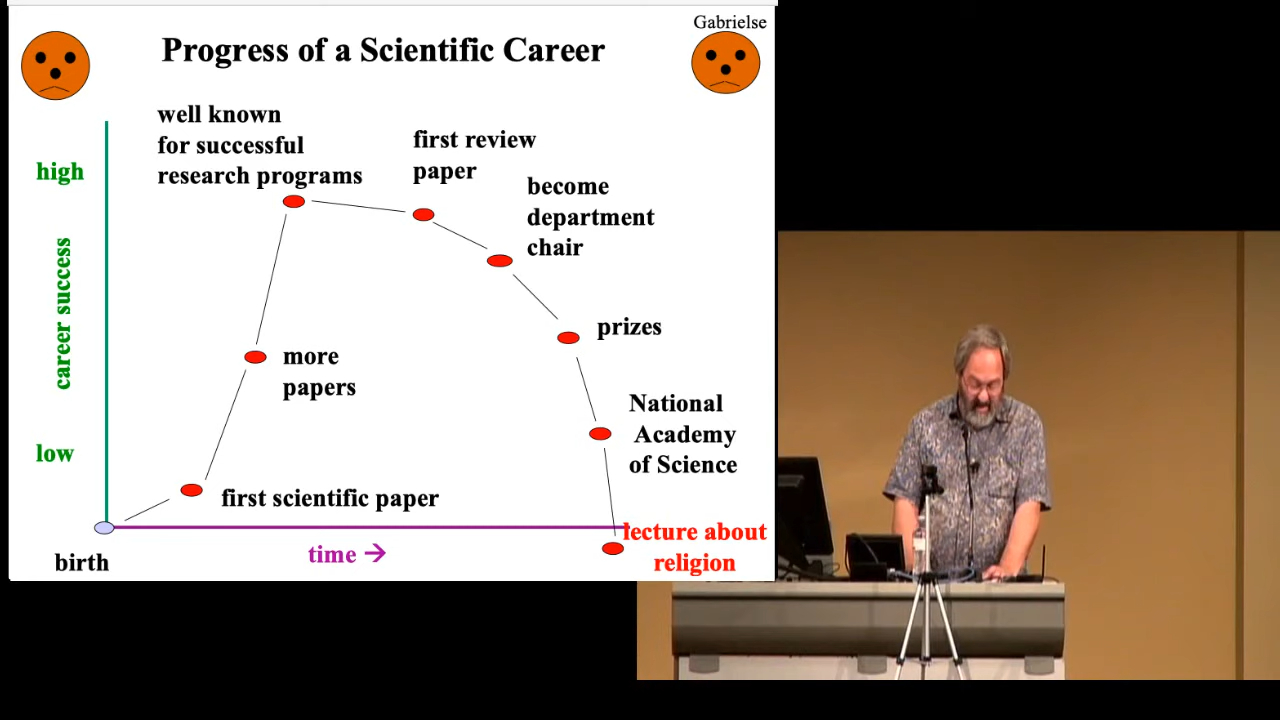 Gabrielse
Progress of a Scientific Career
well known
for successful
research programs
first review
paper
high
become
department
chair
career success
prizes
more
papers
National
Academy
of Science
low
first scientific paper
lecture about
religion
time →
birth